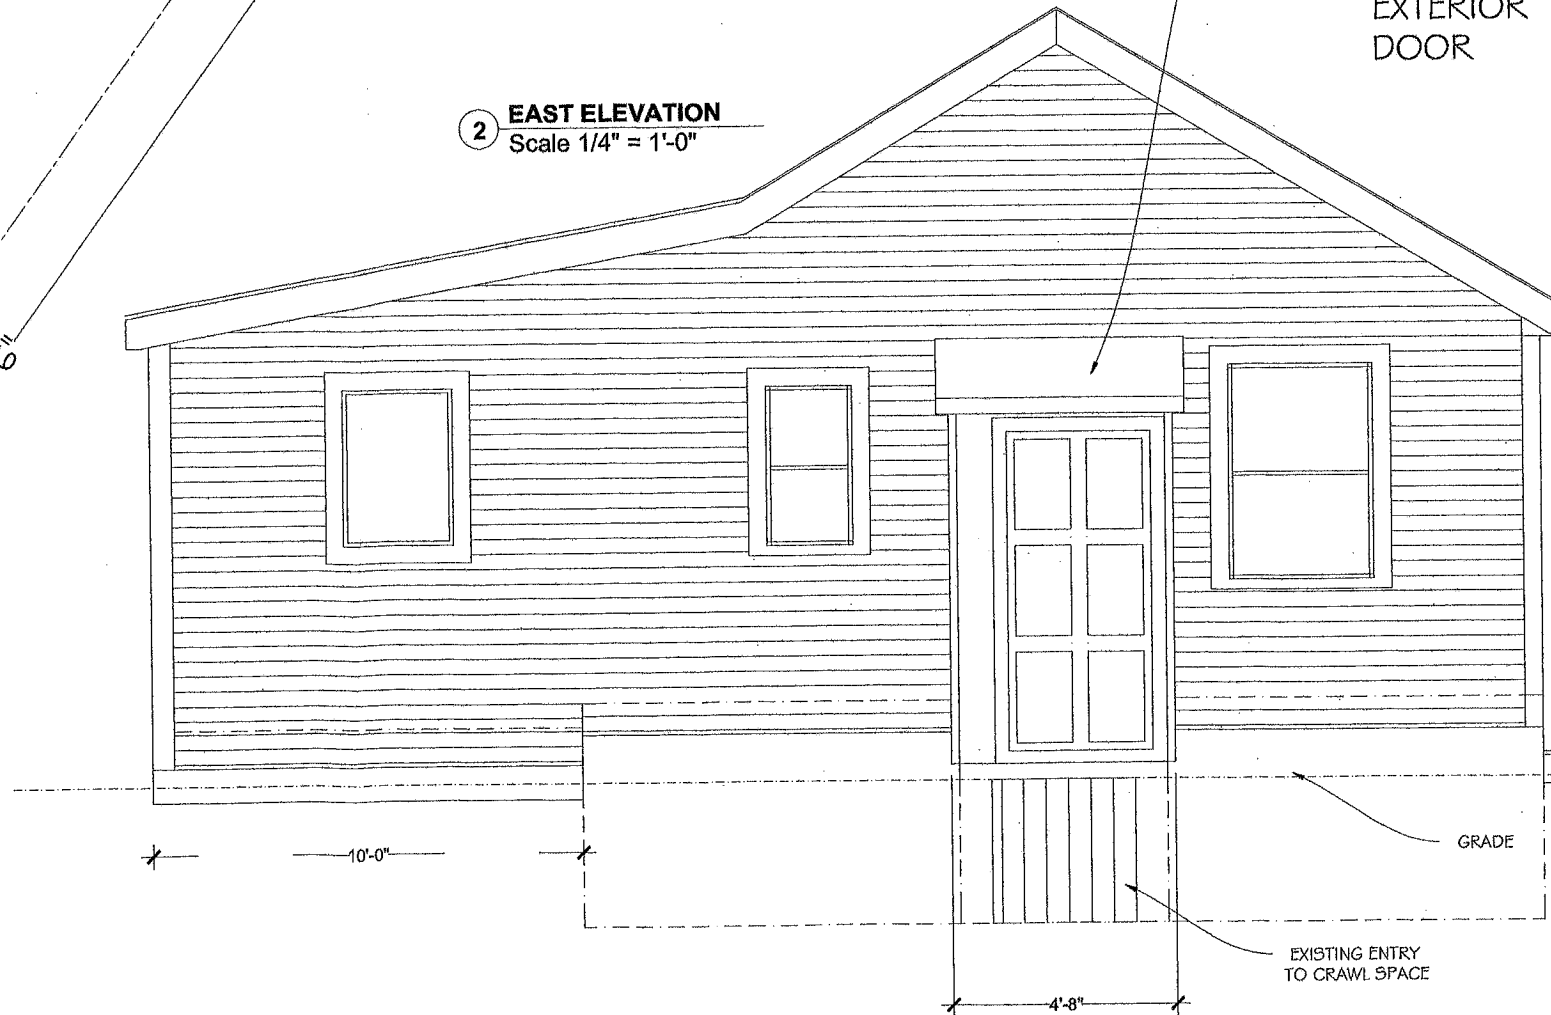 EXTERIOR
DOOR
2 EAST ELEVATION
Scale 1/4" = 1'-0"
6"
10'-0"
GRADE
EXISTING ENTRY
TO CRAWL SPACE
4'-8"